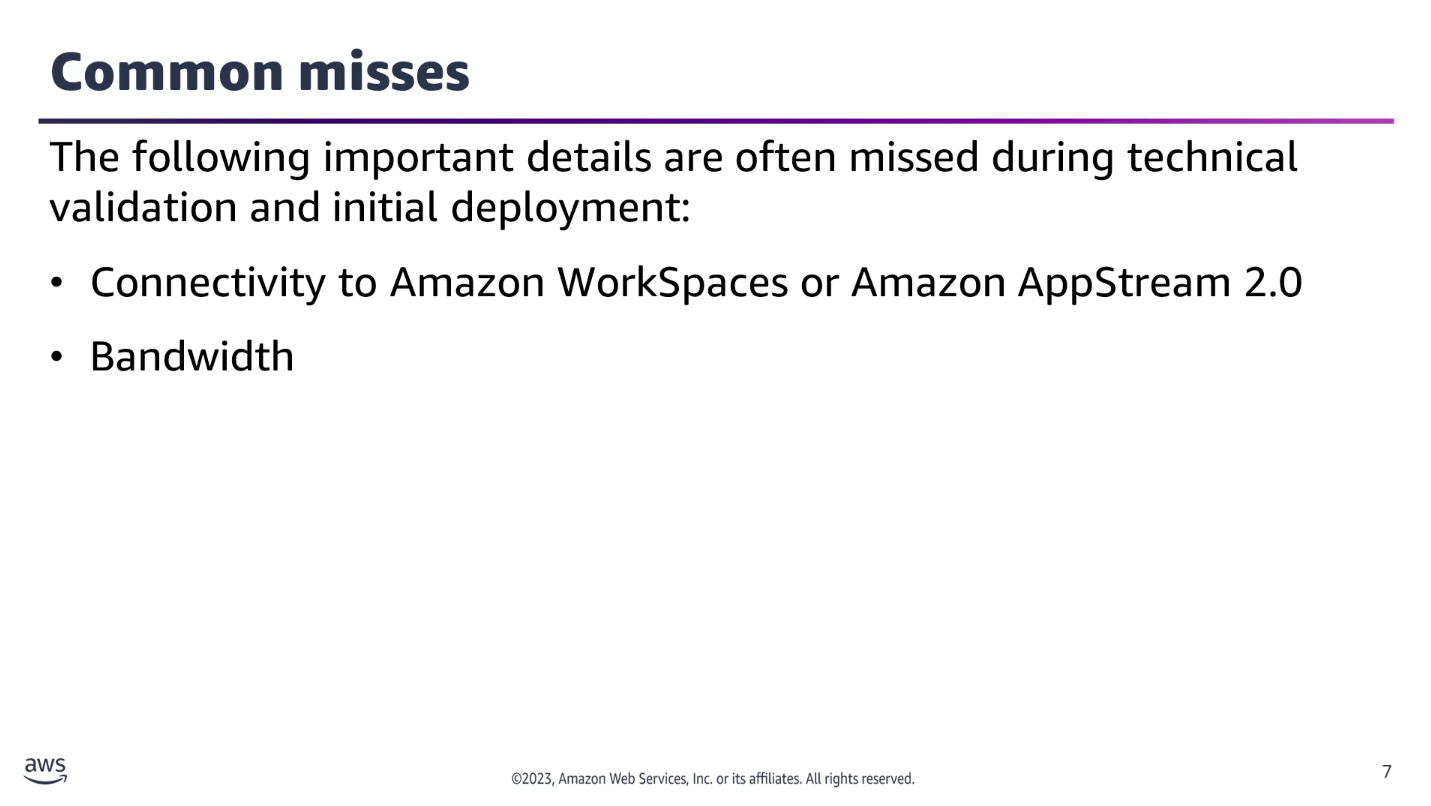 Common misses
The following important details are often missed during technical
validation and initial deployment:
• Connectivity to Amazon WorkSpaces or Amazon AppStream 2.0
• Bandwidth
aws
©2023, Amazon Web Services, Inc. or its affiliates. All rights reserved.
7